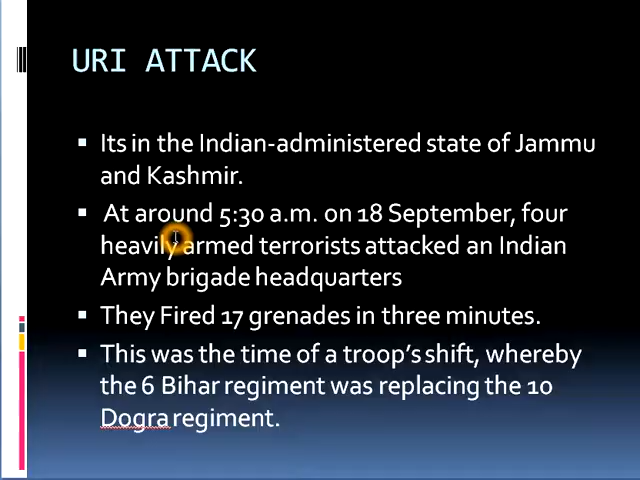 URI ATTACK
▪ Its in the Indian-administered state of Jammu
and Kashmir.
▪ At around 5:30 a.m. on 18 September, four
heavily armed terrorists attacked an Indian
Army brigade headquarters
▪ They Fired 17 grenades in three minutes.
▪ This was the time of a troop's shift, whereby
the 6 Bihar regiment was replacing the 10
Dogra regiment.